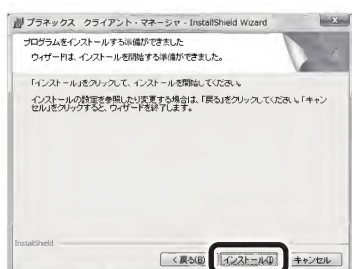 プラネックス クライアント・マネージャ - InstallShield Wizard
プログラムをインストールする準備ができました
ウィザードは、インストールを開始する準備ができました。
「インストール」をクリックして、インストールを開始してください。
インストールの設定を参照したり変更する場合は、「戻る」をクリックしてください。「キャン
セル」をクリックすると、ウィザードを終了します。
InstallShield
< 戻る(B) インストール(I) キャンセル